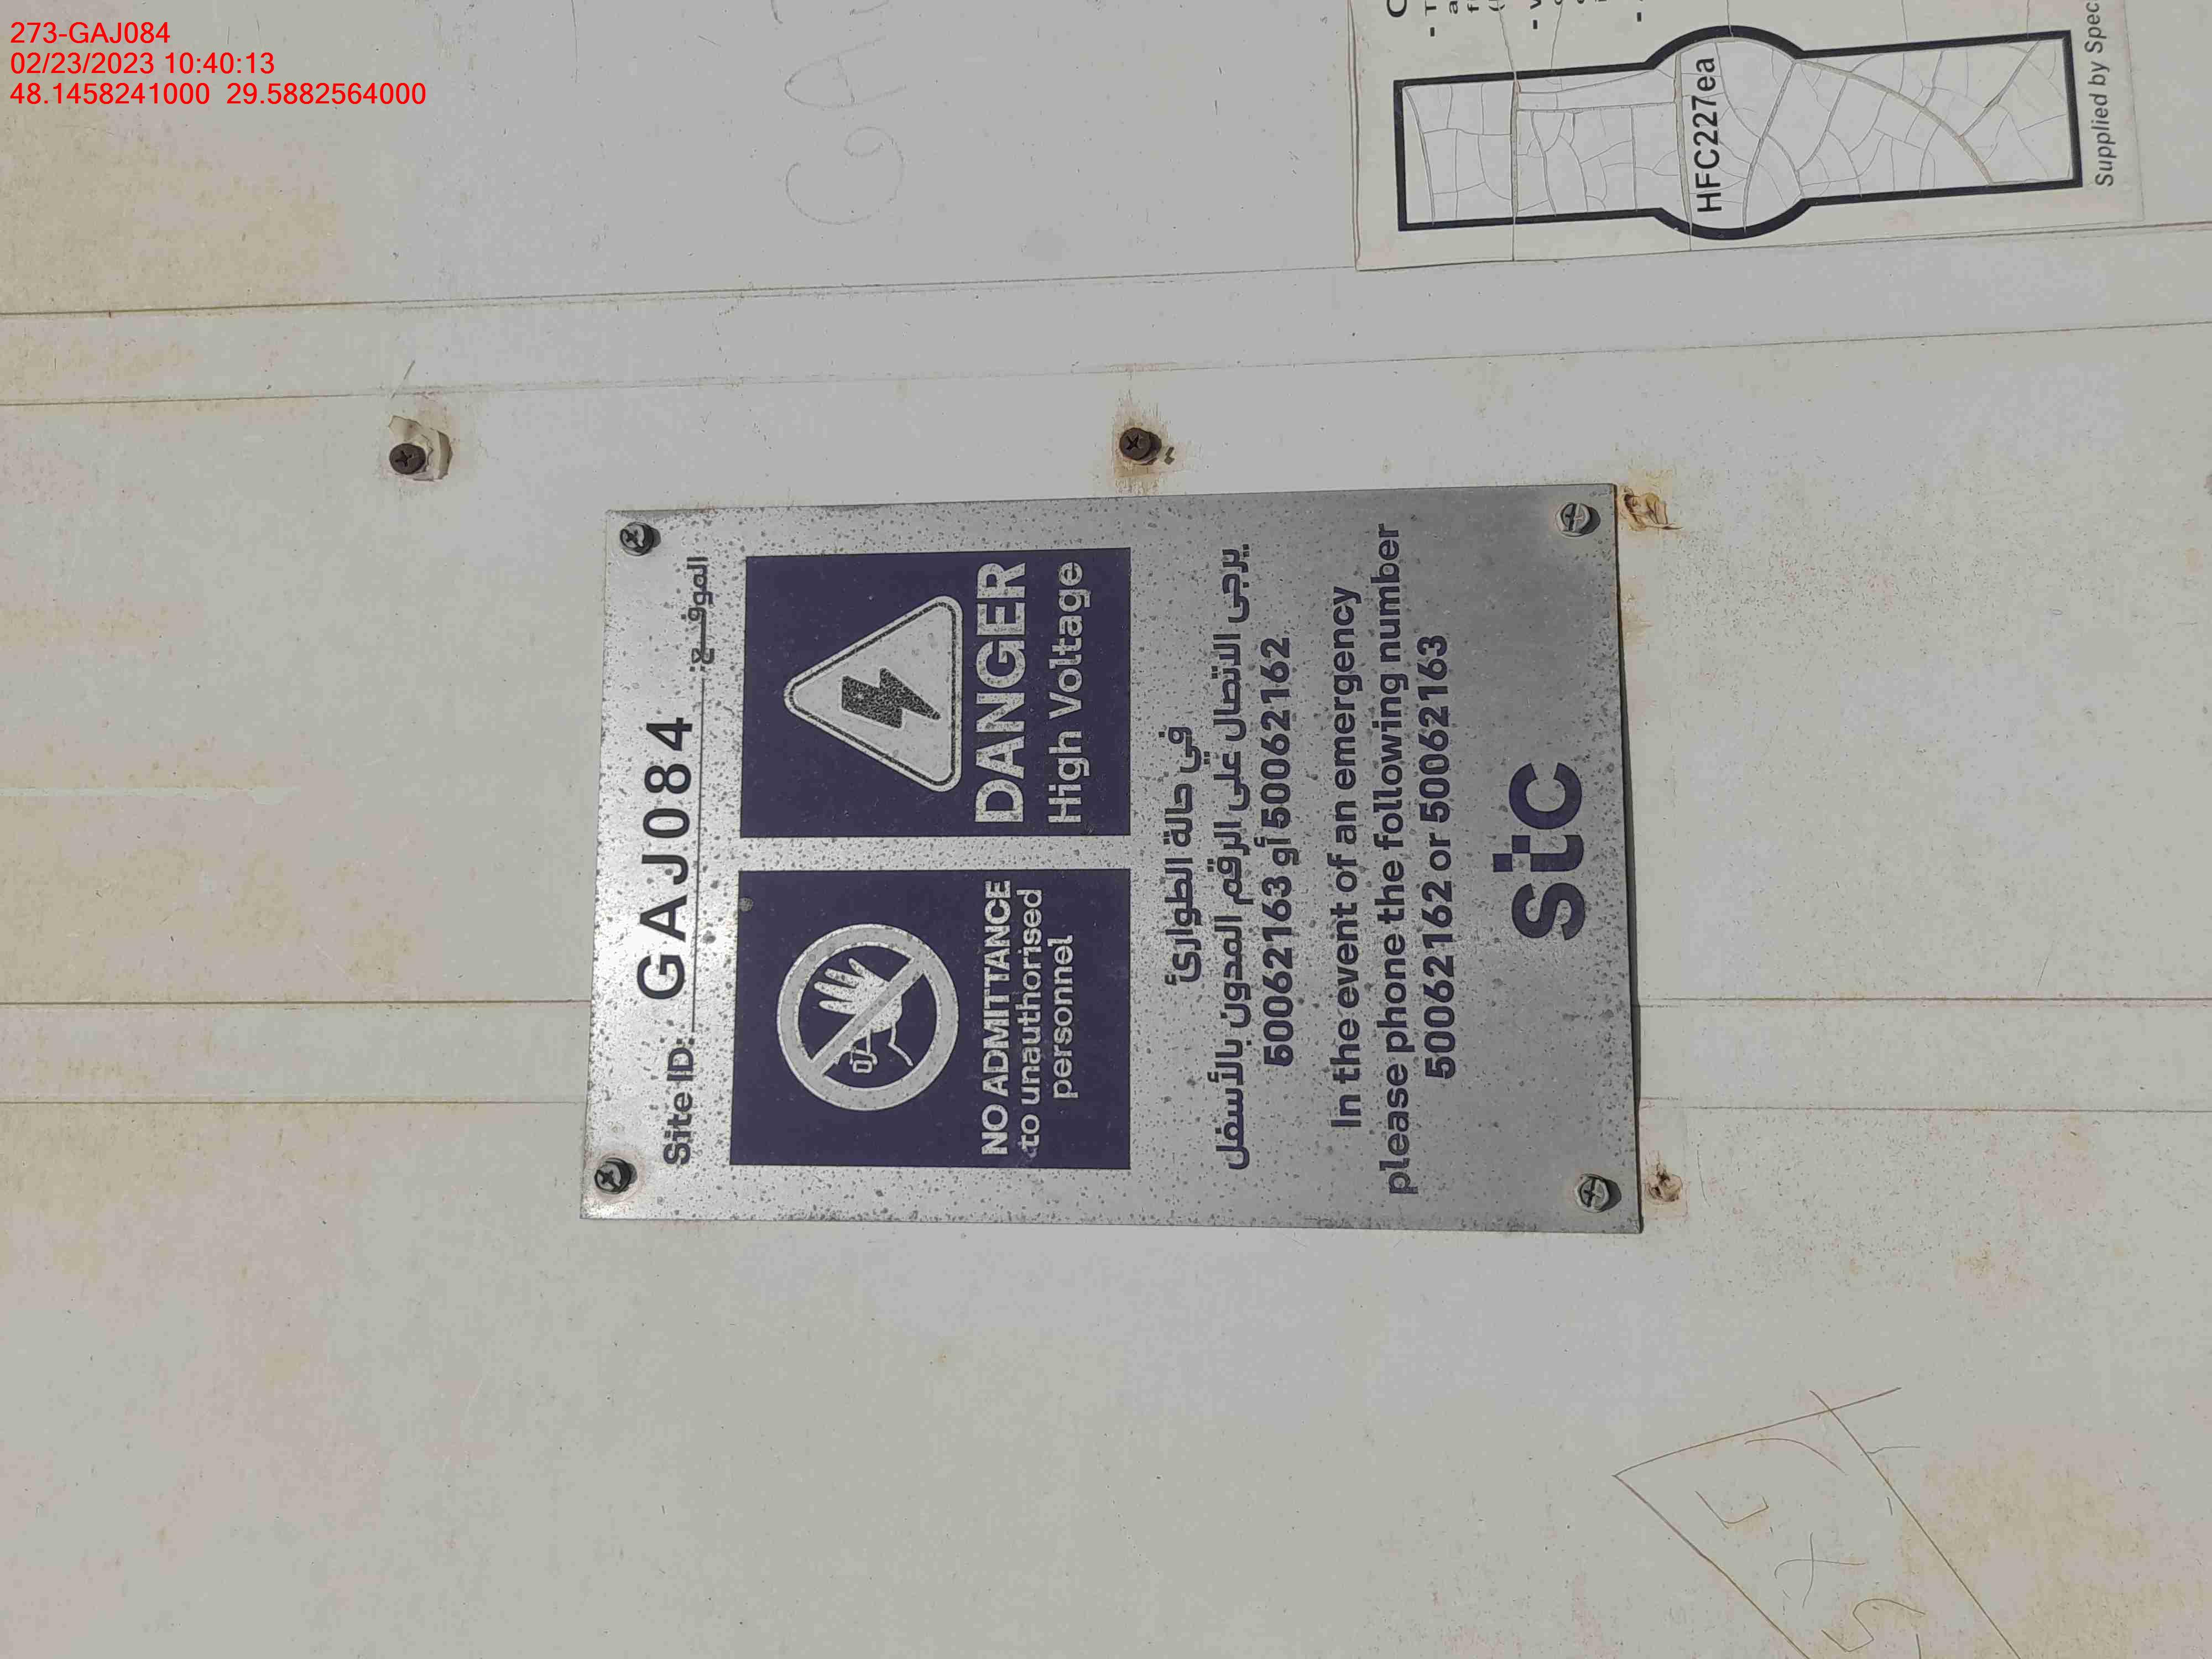 273-GAJ084
02/23/2023 10:40:13
48.1458241000 29.5882564000
HFC227ea
Supplied by
Site ID: GAJ084 الموقع:
NO ADMITTANCE
to unauthorised
personnel
DANGER
High Voltage
في حالة الطوارئ
يرجى الاتصال على الرقم المدون بالأسفل
50062163 أو 50062162
In the event of an emergency
please phone the following number
50062162 or 50062163
stc